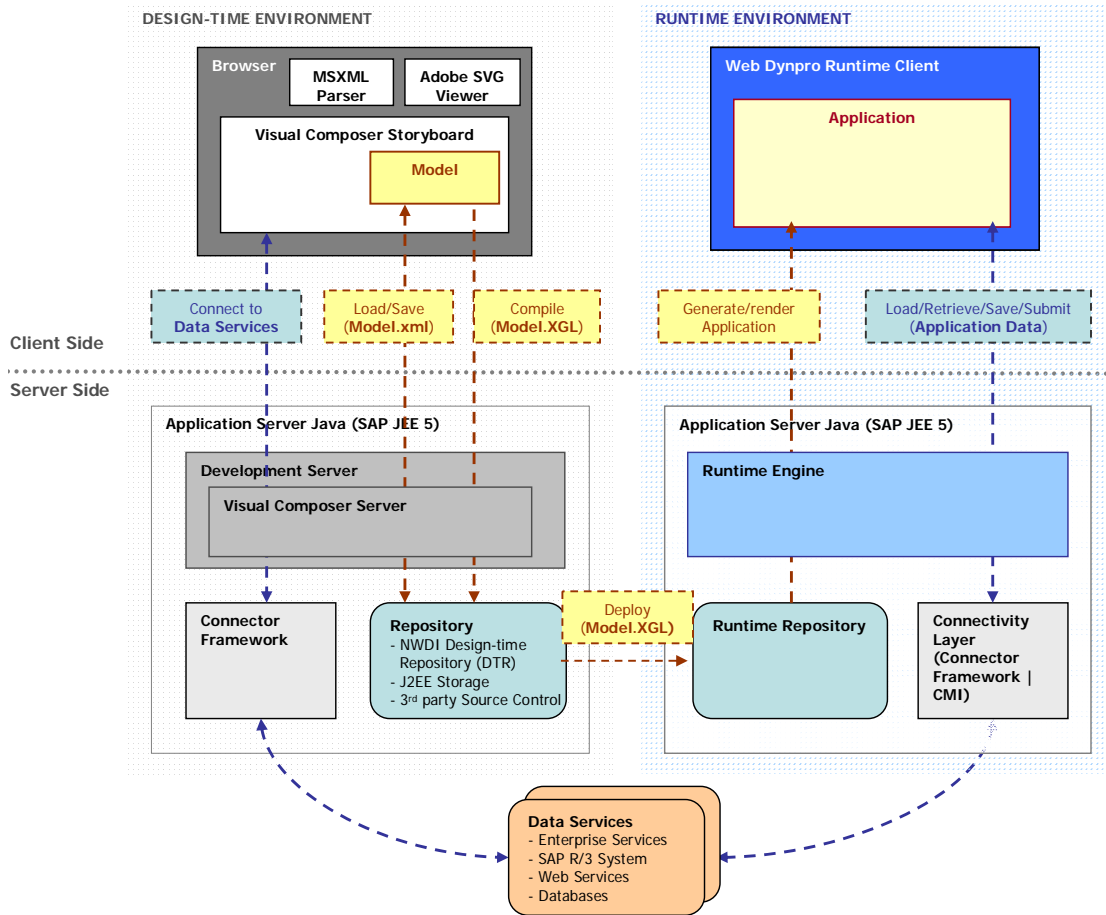 DESIGN-TIME ENVIRONMENT
RUNTIME ENVIRONMENT
Browser
MSXML
Parser
Adobe SVG
Viewer
Visual Composer Storyboard
Model
Web Dynpro Runtime Client
Application
Connect to
Data Services
Load/Save
(Model.xml)
Compile
(Model.XGL)
Generate/render
Application
Load/Retrieve/Save/Submit
(Application Data)
Client Side
Server Side
Application Server Java (SAP JEE 5)
Development Server
Visual Composer Server
Application Server Java (SAP JEE 5)
Runtime Engine
Connector
Framework
Repository
- NWDI Design-time
Repository (DTR)
- J2EE Storage
- 3rd party Source Control
Deploy
(Model.XGL)
Runtime Repository
Connectivity
Layer
(Connector
Framework |
CMI)
Data Services
- Enterprise Services
- SAP R/3 System
- Web Services
- Databases